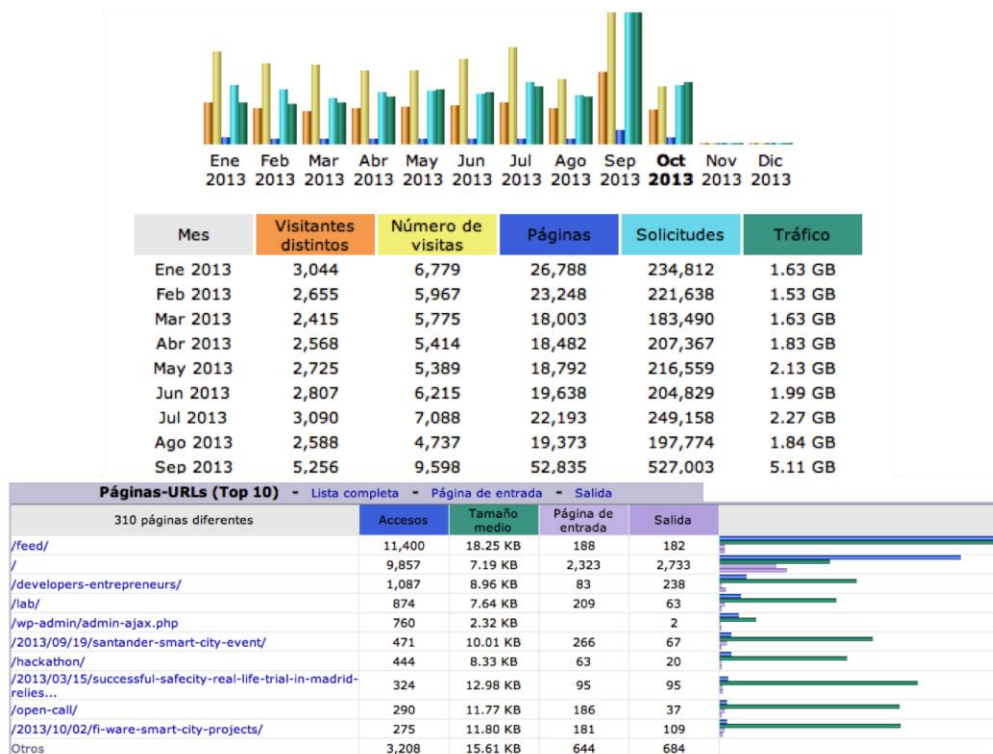 Ene Feb Mar Abr May Jun Jul Ago Sep Oct Nov Dic
2013 2013 2013 2013 2013 2013 2013 2013 2013 2013 2013 2013
Mes Visitantes distintos Número de visitas Páginas Solicitudes Tráfico
Ene 2013 3,044 6,779 26,788 234,812 1.63 GB
Feb 2013 2,655 5,967 23,248 221,638 1.53 GB
Mar 2013 2,415 5,775 18,003 183,490 1.63 GB
Abr 2013 2,568 5,414 18,482 207,367 1.83 GB
May 2013 2,725 5,389 18,792 216,559 2.13 GB
Jun 2013 2,807 6,215 19,638 204,829 1.99 GB
Jul 2013 3,090 7,088 22,193 249,158 2.27 GB
Ago 2013 2,588 4,737 19,373 197,774 1.84 GB
Sep 2013 5,256 9,598 52,835 527,003 5.11 GB
Páginas-URLs (Top 10) - Lista completa - Página de entrada - Salida
310 páginas diferentes Accesos Tamaño medio Página de entrada Salida
/feed/ 11,400 18.25 KB 188 182
/ 9,857 7.19 KB 2,323 2,733
/developers-entrepreneurs/ 1,087 8.96 KB 83 238
/lab/ 874 7.64 KB 209 63
/wp-admin/admin-ajax.php 760 2.32 KB 2
/2013/09/19/santander-smart-city-event/ 471 10.01 KB 266 67
/hackathon/ 444 8.33 KB 63 20
/2013/03/15/successful-safecity-real-life-trial-in-madrid-
relies... 324 12.98 KB 95 95
/open-call/ 290 11.77 KB 186 37
/2013/10/02/fi-ware-smart-city-projects/ 275 11.80 KB 181 109
Otros 3,208 15.61 KB 644 684